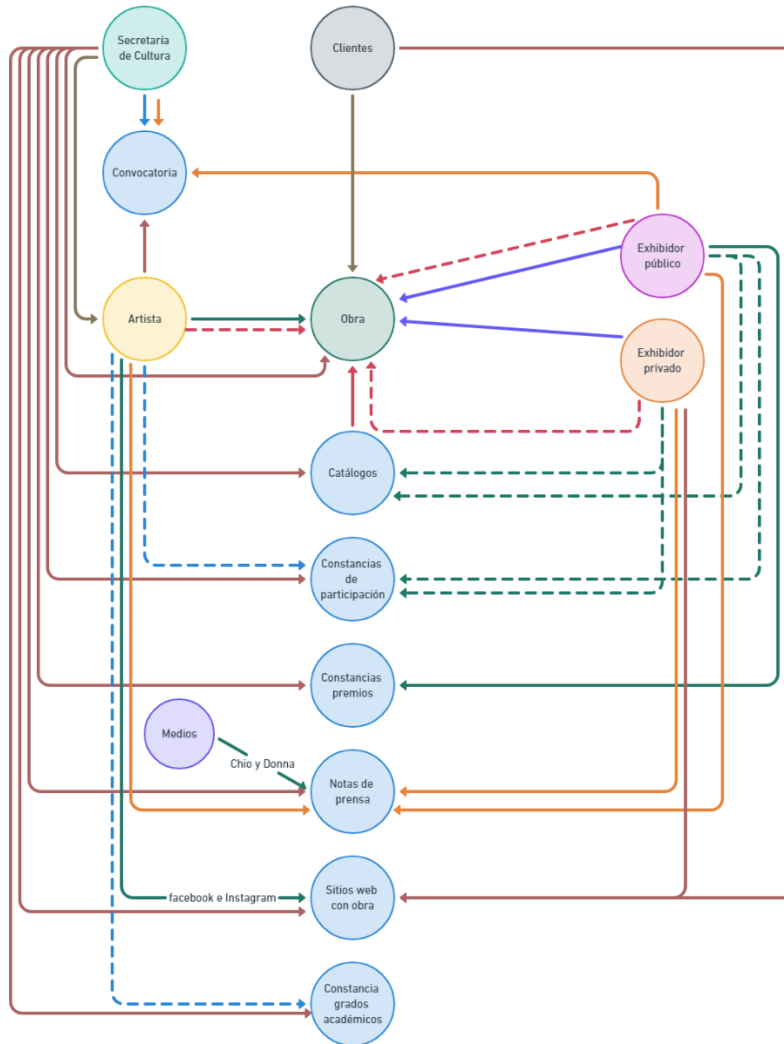 Secretaría
de Cultura
Clientes
Convocatoria
Exhibidor
público
Artista
Obra
Exhibidor
privado
Catálogos
Constancias
de
participación
Constancias
premios
Medios
Chio y Donna
Notas de
prensa
facebook e Instagram
Sitios web
con obra
Constancia
grados
académicos